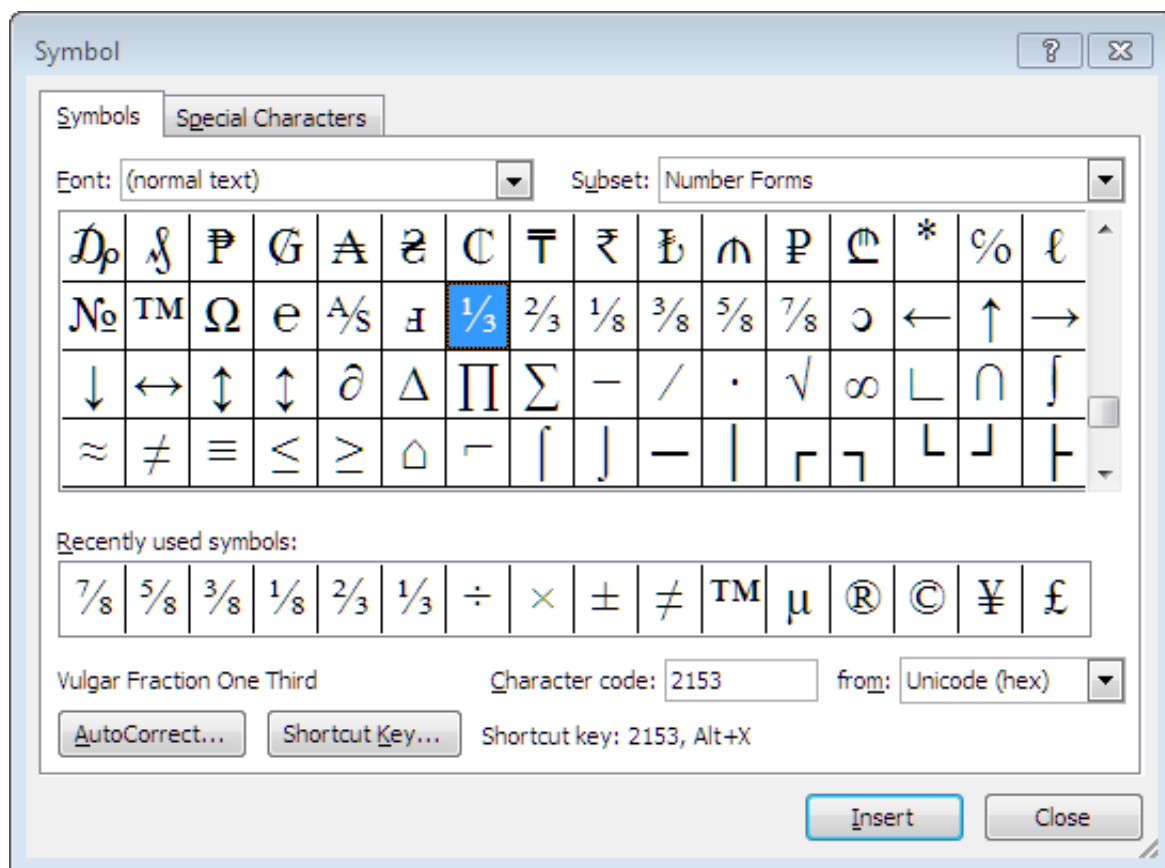 Symbol
Symbols Special Characters
Font: (normal text) Subset: Number Forms
₯ ₰ ₱ ₲ ₳ ₴ ₵ ₸ ₹ ₺ ₼ ₽ ₾ * ℅ ℓ
№ ™ Ω ℮ ⅍ ⅎ ⅓ ⅔ ⅛ ⅜ ⅝ ⅞ ↄ ← ↑ →
↓ ↔ ↕ ↨ ∂ ∆ ∏ ∑ − ∕ ∙ √ ∞ ∟ ∩ ∫
≈ ≠ ≡ ≤ ≥ ⌂ ⌐ ⌠ ⌡ ─ │ ┌ ┐ └ ┘ ├
Recently used symbols:
⅞ ⅝ ⅜ ⅛ ⅔ ⅓ ÷ × ± ≠ ™ µ ® © ¥ £
Vulgar Fraction One Third Character code: 2153 from: Unicode (hex)
AutoCorrect... Shortcut Key... Shortcut key: 2153, Alt+X
Insert Close